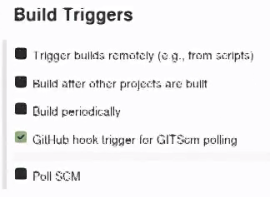 Build Triggers
Trigger builds remotely (e.g., from scripts)
Build after other projects are built
Build periodically
GitHub hook trigger for GITScm polling
Poll SCM